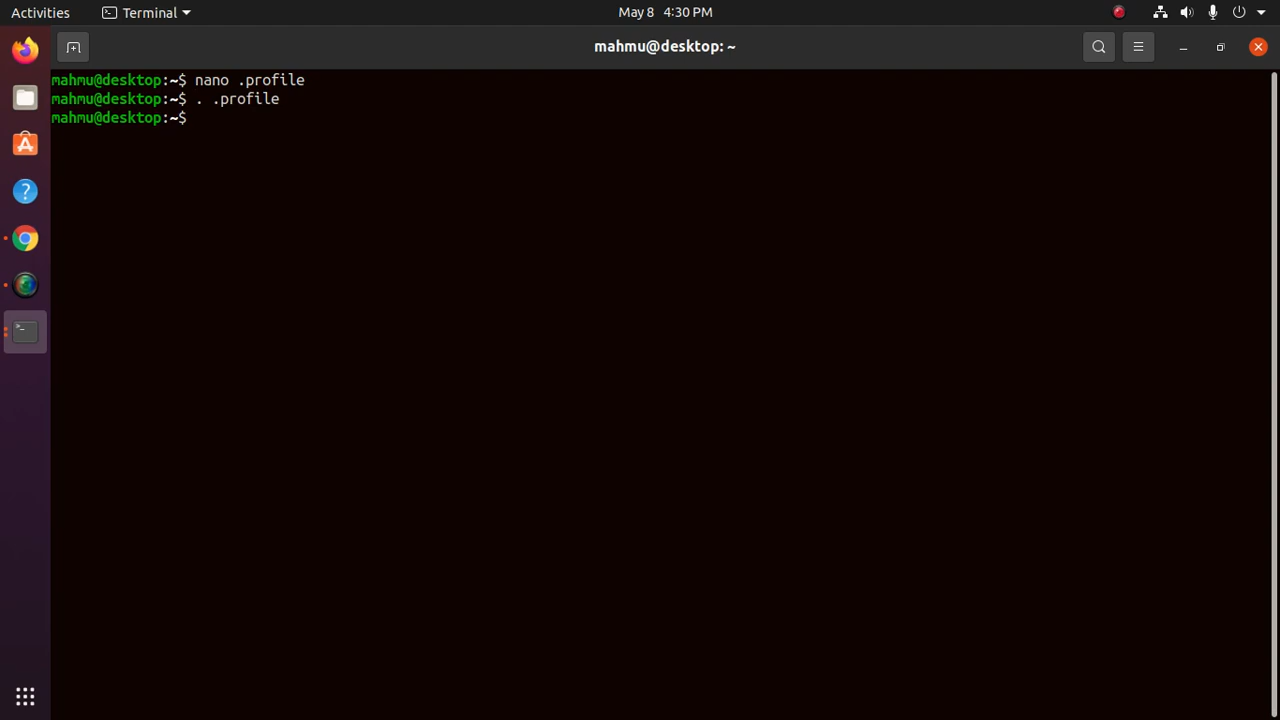 Activities Terminal May 8 4:30 PM
mahmu@desktop: ~
mahmu@desktop:~$ nano .profile
mahmu@desktop:~$ . .profile
mahmu@desktop:~$